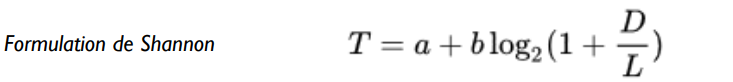 Formulation de Shannon T = a + b log₂(1 + D/L)